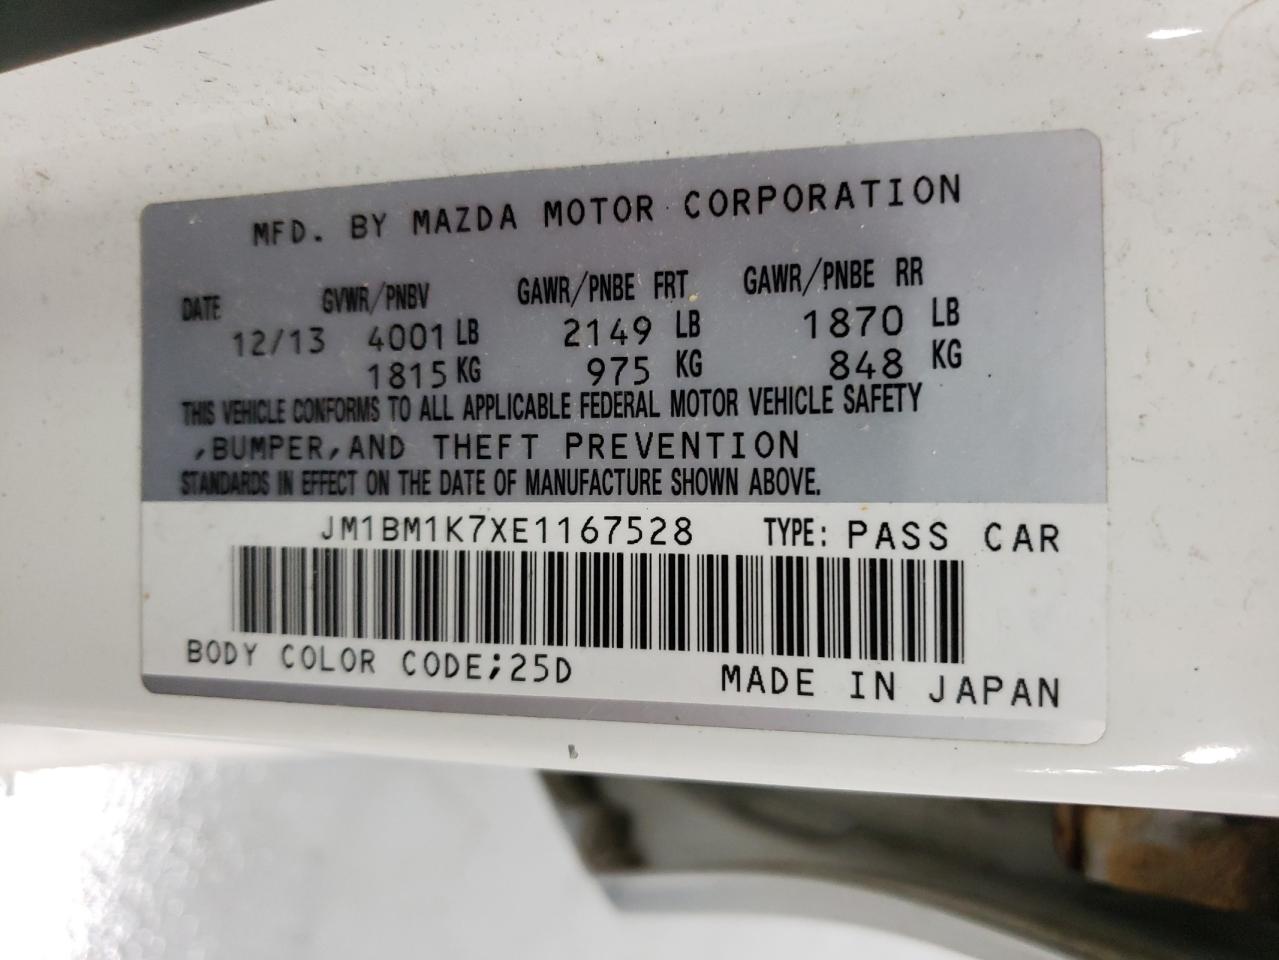 MFD. BY MAZDA MOTOR CORPORATION
DATE GVWR/PNBV GAWR/PNBE FRT GAWR/PNBE RR
12/13 4001 LB 2149 LB 1870 LB
1815 KG 975 KG 848 KG
THIS VEHICLE CONFORMS TO ALL APPLICABLE FEDERAL MOTOR VEHICLE SAFETY
,BUMPER,AND THEFT PREVENTION
STANDARDS IN EFFECT ON THE DATE OF MANUFACTURE SHOWN ABOVE.
JM1BM1K7XE1167528 TYPE: PASS CAR
BODY COLOR CODE;25D MADE IN JAPAN